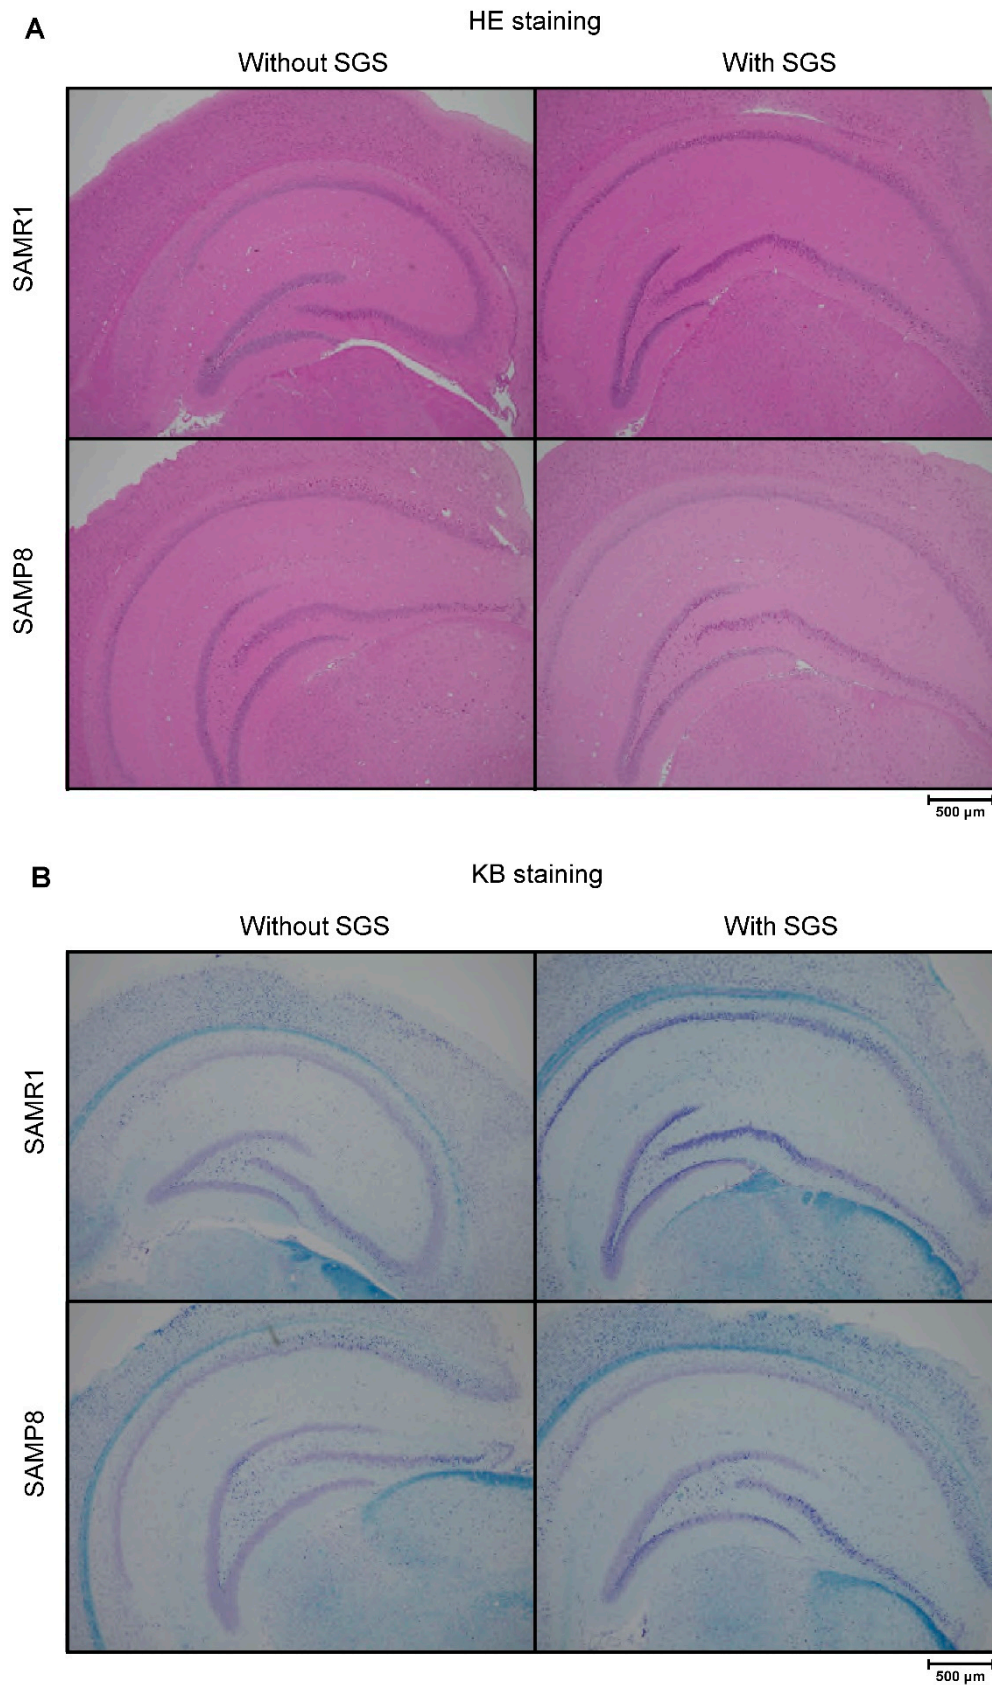 A
HE staining
Without SGS
With SGS
SAMR1
SAMP8
500 µm
B
KB staining
Without SGS
With SGS
SAMR1
SAMP8
500 µm